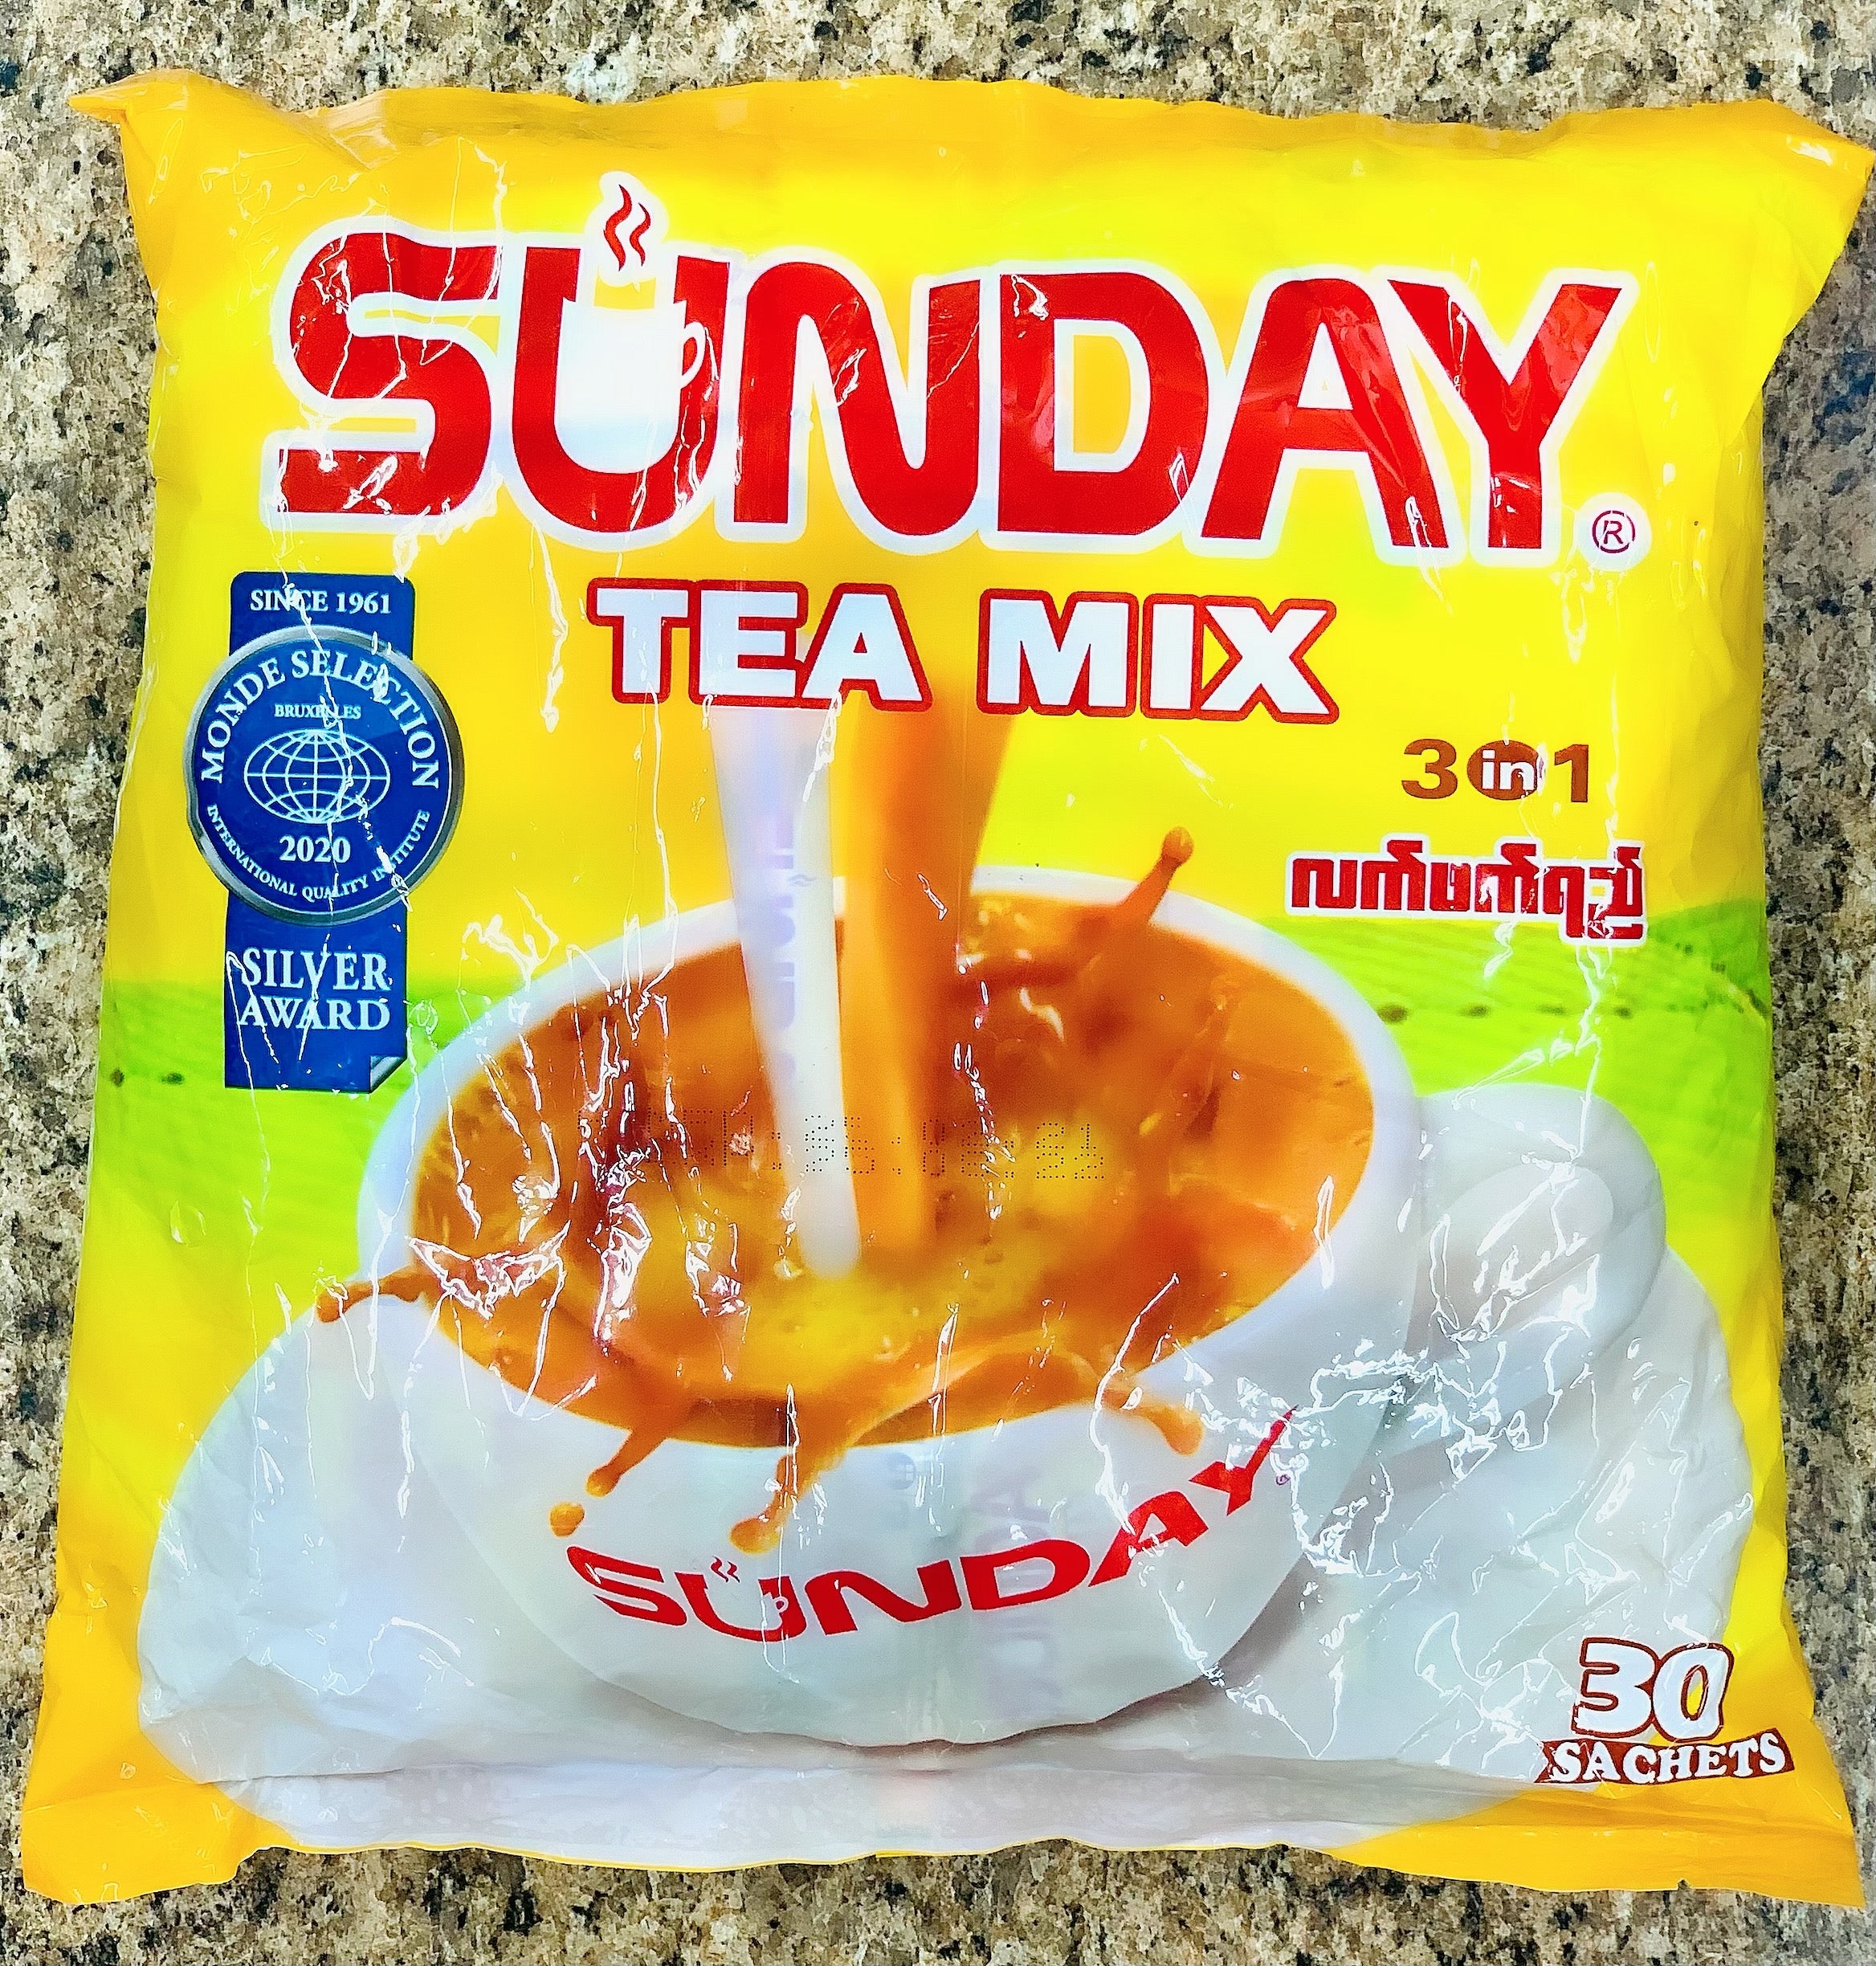 SUNDAY ®
TEA MIX
SINCE 1961
MONDE SELECTION
BRUXELLES
2020
INTERNATIONAL QUALITY INSTITUTE
SILVER
AWARD
3 in 1
လက်ဖက်ရည်
SUNDAY
30
SACHETS